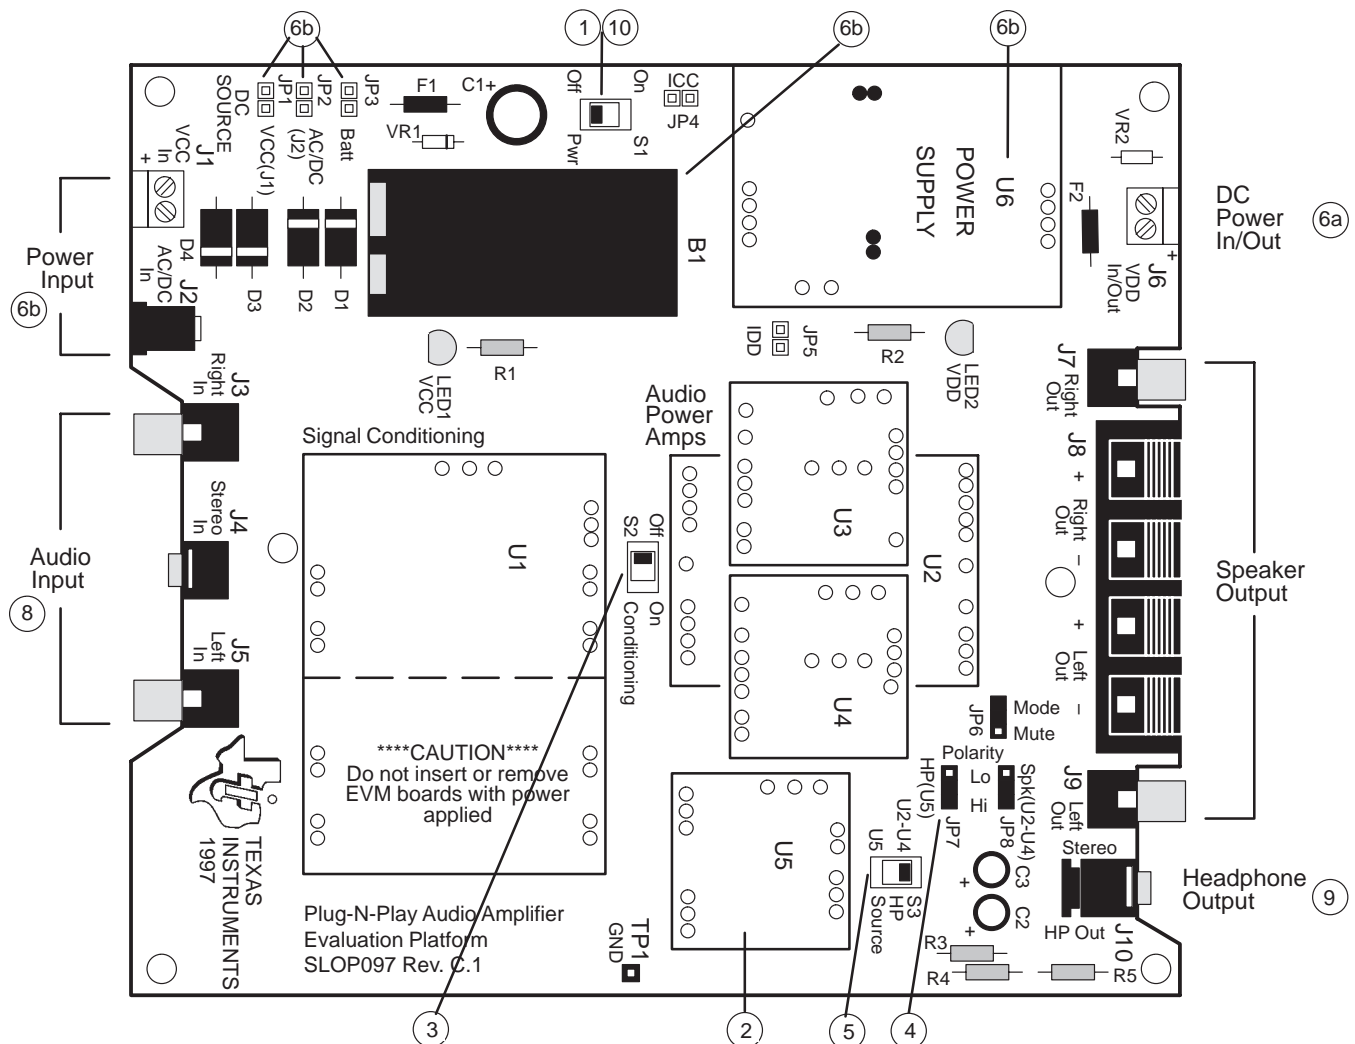 6b
1
10
6b
6b
DC
SOURCE
JP1
VCC(J1)
JP2
AC/DC
(J2)
JP3
Batt
F1
VR1
C1+
Off
On
Pwr
S1
ICC
JP4
POWER
SUPPLY
U6
VR2
F2
J1
VCC
In
+
J6
VDD
In/Out
+
DC
Power
In/Out
6a
Power
Input
6b
D4
D3
D2
D1
AC/DC
In
J2
B1
LED1
VCC
R1
IDD
JP5
R2
LED2
VDD
J3
Right
In
J7
Right
Out
Signal Conditioning
Audio
Power
Amps
J4
Stereo
In
Audio
Input
8
U1
Off
S2
On
Conditioning
U3
U2
J8
+
Right
Out
–
+
Left
Out
–
Speaker
Output
J5
Left
In
U4
JP6
Mode
Mute
Polarity
Lo
Hi
HP(U5)
JP7
Spk(U2-U4)
JP8
J9
Left
Out
****CAUTION****
Do not insert or remove
EVM boards with power
applied
TEXAS
INSTRUMENTS
1997
U5
U5
U2-U4
S3
HP
Source
+
C3
C2
+
Stereo
HP Out
J10
Headphone
Output
9
Plug-N-Play Audio Amplifier
Evaluation Platform
SLOP097 Rev. C.1
TP1
GND
R3
R4
R5
3
2
5
4